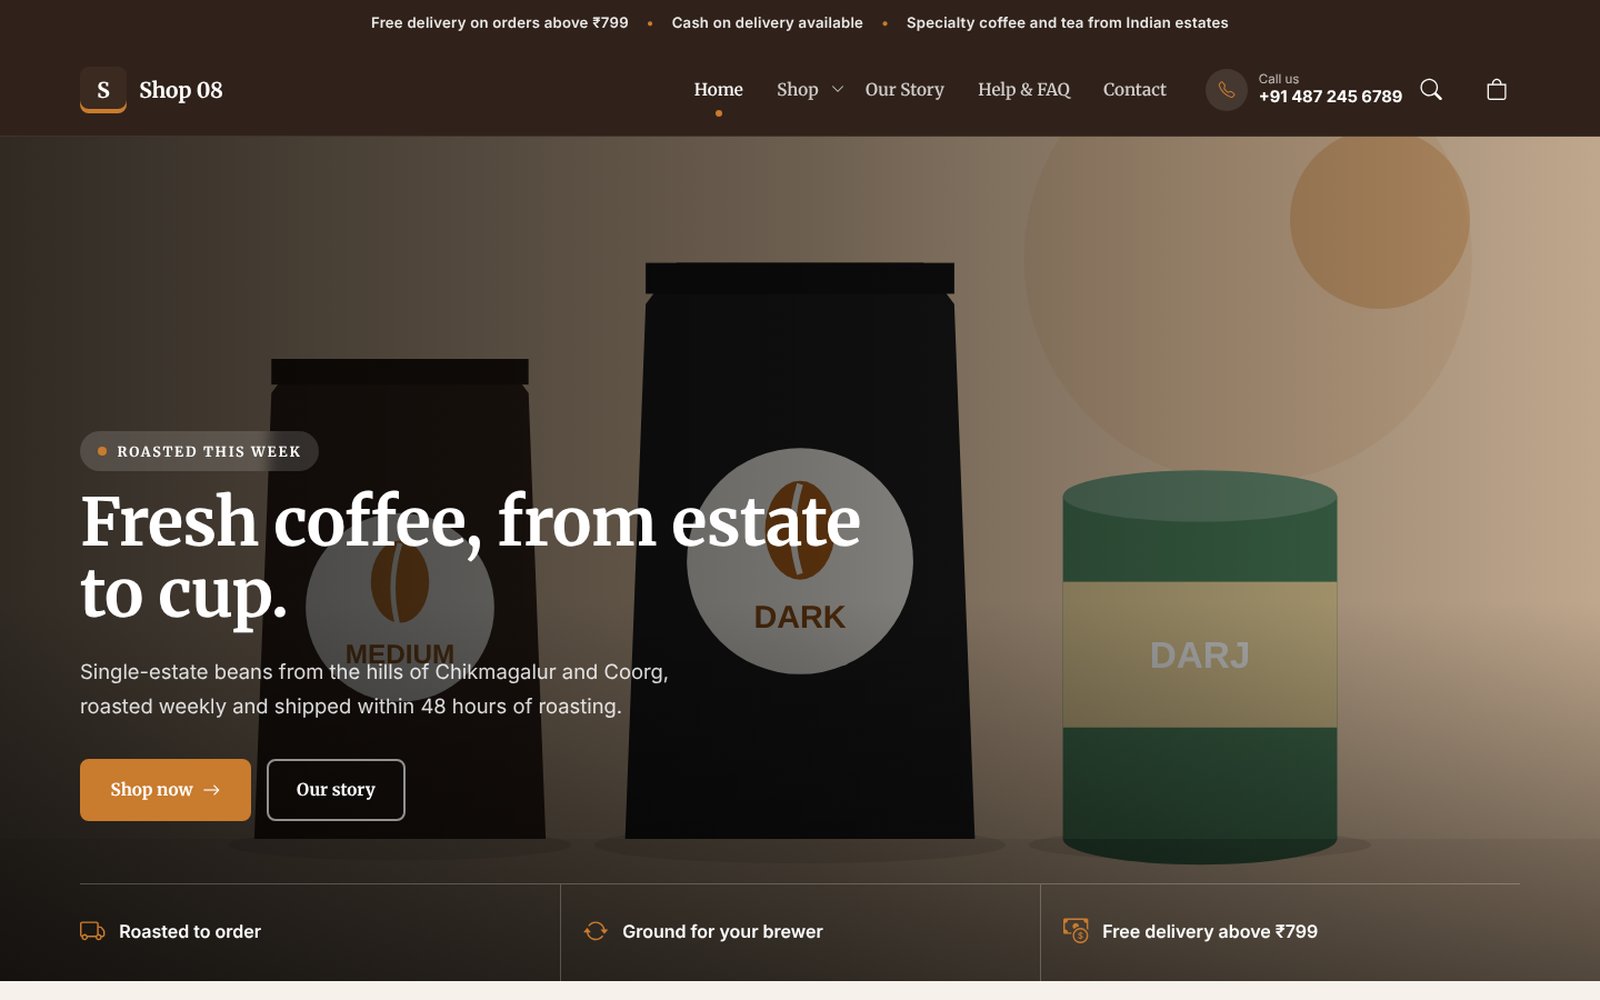 Free delivery on orders above ₹799 • Cash on delivery available • Specialty coffee and tea from Indian estates
S Shop 08
Home Shop Our Story Help & FAQ Contact
Call us
+91 487 245 6789
ROASTED THIS WEEK
Fresh coffee, from estate
to cup.
MEDIUM
DARK
DARJ
Single-estate beans from the hills of Chikmagalur and Coorg,
roasted weekly and shipped within 48 hours of roasting.
Shop now → Our story
Roasted to order
Ground for your brewer
Free delivery above ₹799